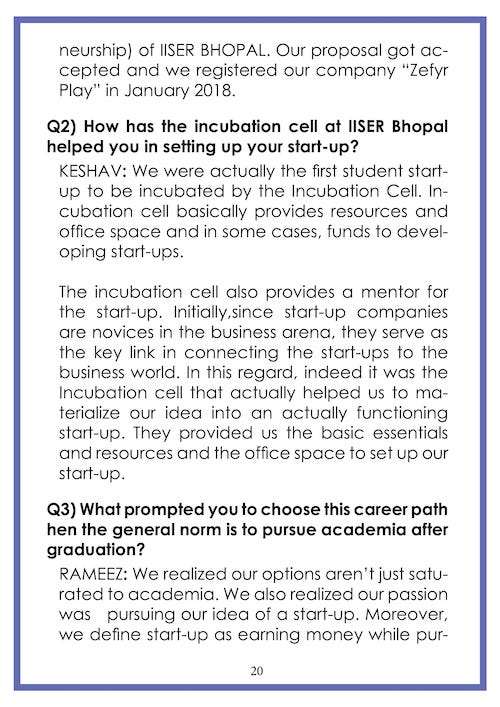 neurship) of IISER BHOPAL. Our proposal got ac-
cepted and we registered our company “Zefyr
Play” in January 2018.
Q2) How has the incubation cell at IISER Bhopal
helped you in setting up your start-up?
KESHAV: We were actually the first student start-
up to be incubated by the Incubation Cell. In-
cubation cell basically provides resources and
office space and in some cases, funds to devel-
oping start-ups.
The incubation cell also provides a mentor for
the start-up. Initially,since start-up companies
are novices in the business arena, they serve as
the key link in connecting the start-ups to the
business world. In this regard, indeed it was the
Incubation cell that actually helped us to ma-
terialize our idea into an actually functioning
start-up. They provided us the basic essentials
and resources and the office space to set up our
start-up.
Q3) What prompted you to choose this career path
hen the general norm is to pursue academia after
graduation?
RAMEEZ: We realized our options aren’t just satu-
rated to academia. We also realized our passion
was pursuing our idea of a start-up. Moreover,
we define start-up as earning money while pur-
20